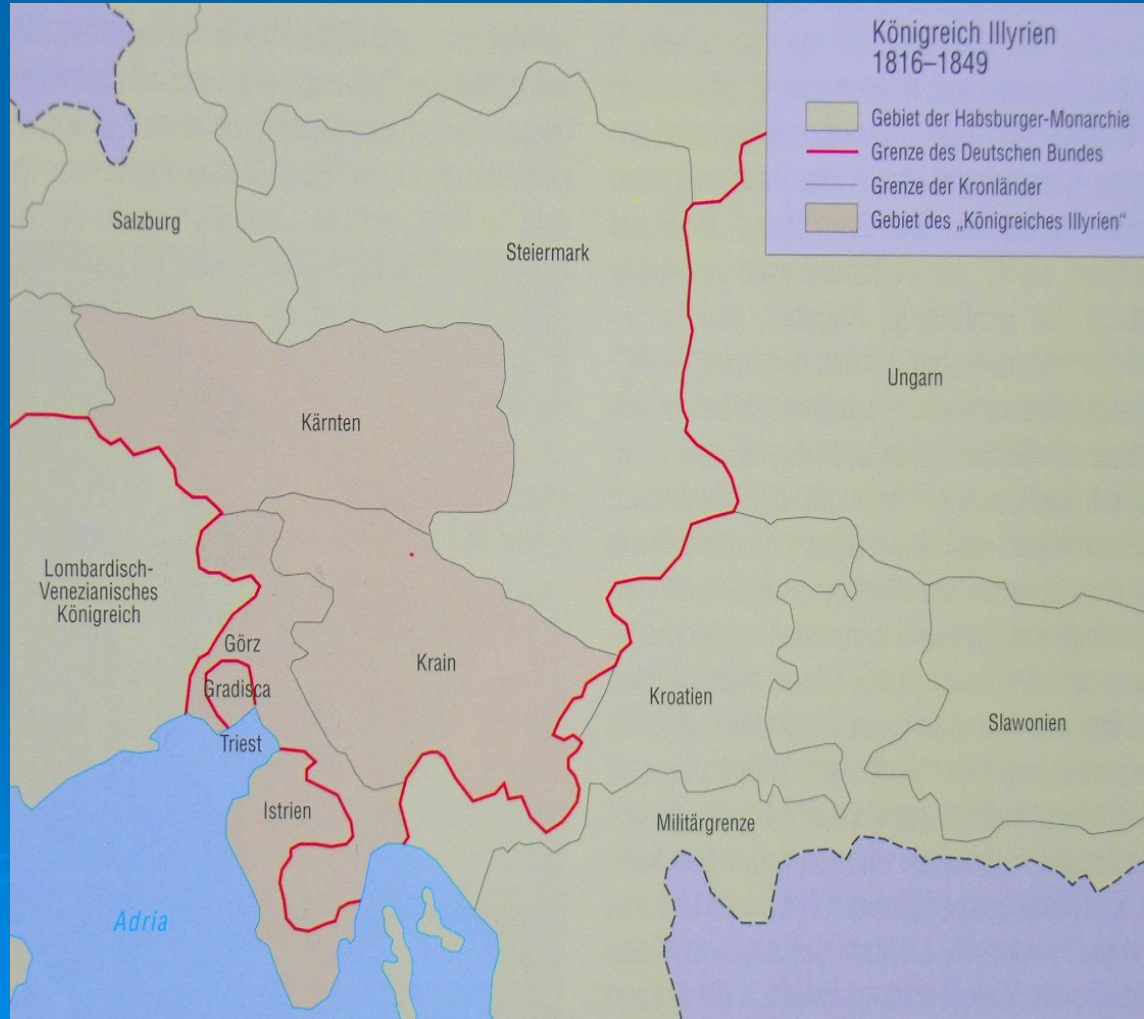 Königreich Illyrien
1816–1849
Gebiet der Habsburger-Monarchie
Grenze des Deutschen Bundes
Grenze der Kronländer
Gebiet des „Königreiches Illyrien“
Salzburg
Steiermark
Ungarn
Kärnten
Lombardisch-
Venezianisches
Königreich
Görz
Gradisca
Krain
Kroatien
Slawonien
Triest
Istrien
Militärgrenze
Adria